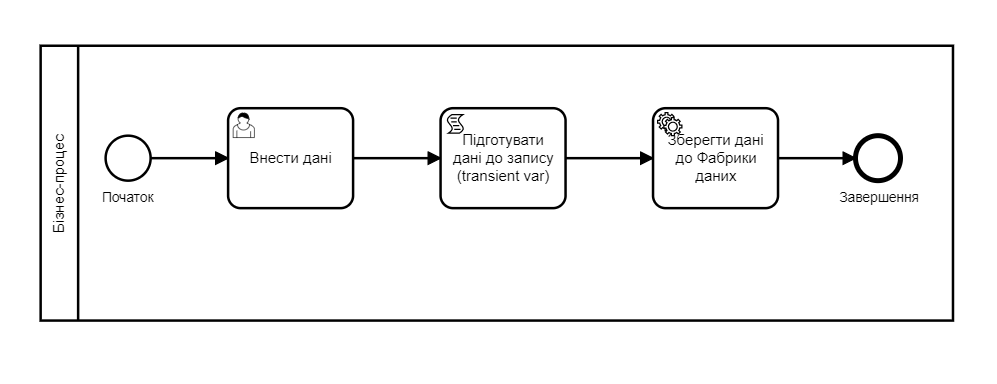 Бізнес-процес
Початок
Внести дані
Підготувати
дані до запису
(transient var)
Зберегти дані
до Фабрики
даних
Завершення